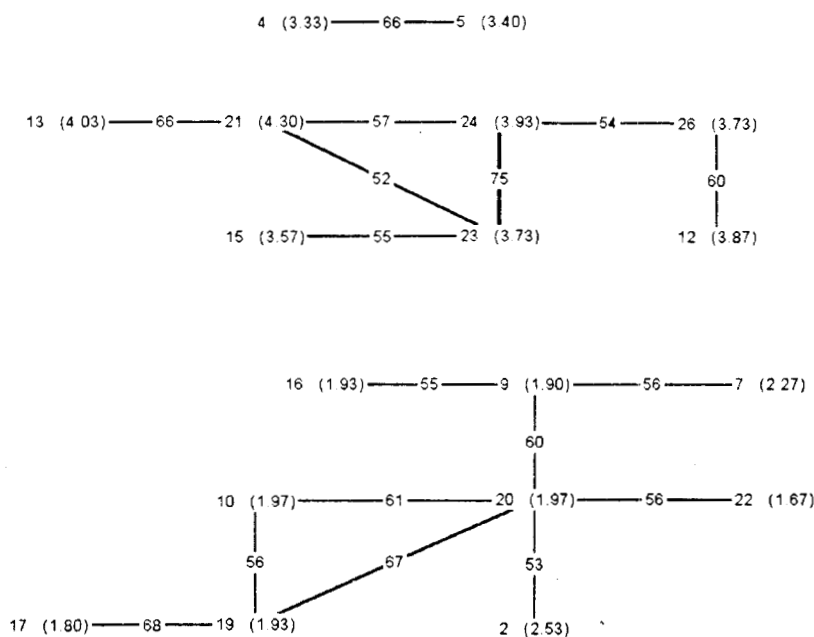 4 (3.33) 66 5 (3.40)
13 (4 03) 66 21 (4.30) 57 24 (3.93) 54 26 (3.73)
52 75 60
15 (3.57) 55 23 (3.73) 12 (3.87)
16 (1.93) 55 9 (1.90) 56 7 (2 27)
60
10 (1.97) 61 20 (1.97) 56 22 (1.67)
56 67 53
17 (1.80) 68 19 (1.93) 2 (2.53)